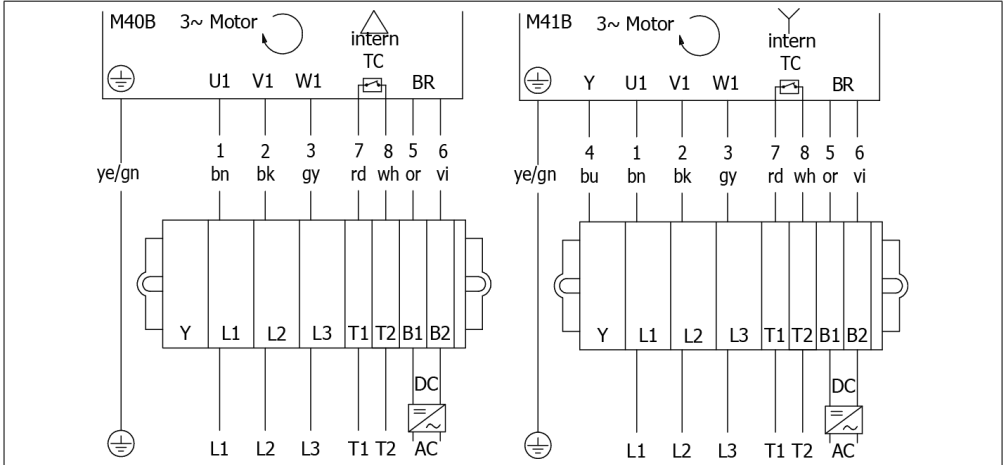 M40B 3~ Motor
intern
TC
U1 V1 W1 BR
1 2 3 7 8 5 6
ye/gn bn bk gy rd wh or vi
Y L1 L2 L3 T1 T2 B1 B2
DC
= ~
L1 L2 L3 T1 T2 AC
M41B 3~ Motor
intern
TC
Y U1 V1 W1 BR
4 1 2 3 7 8 5 6
ye/gn bu bn bk gy rd wh or vi
Y L1 L2 L3 T1 T2 B1 B2
DC
= ~
L1 L2 L3 T1 T2 AC